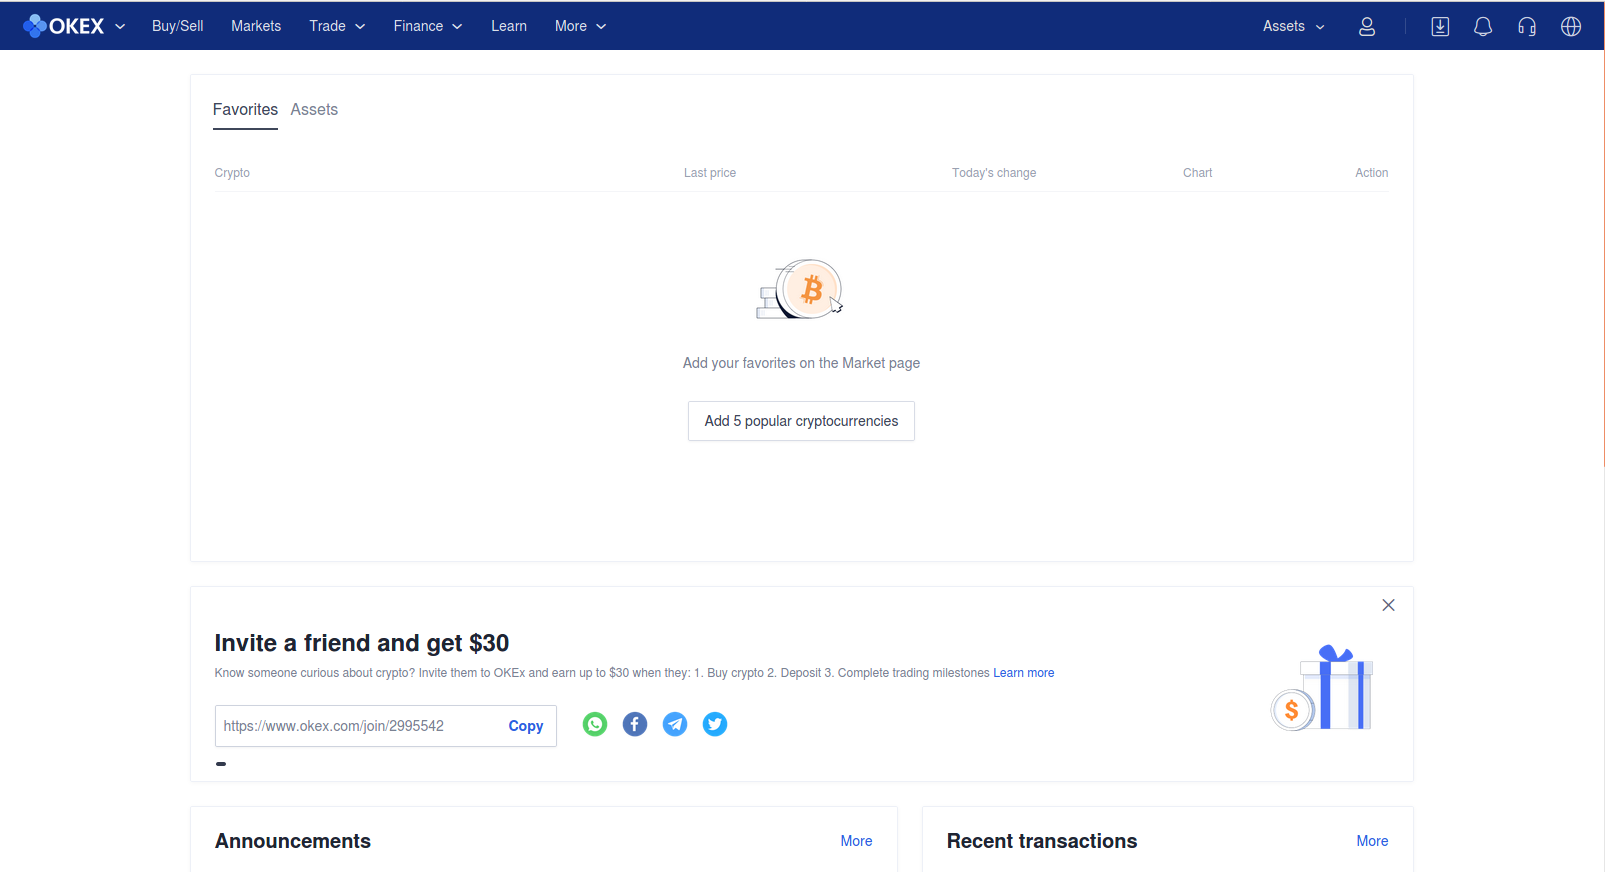 OKEX Buy/Sell Markets Trade Finance Learn More Assets
Favorites Assets
Crypto Last price Today's change Chart Action
Add your favorites on the Market page
Add 5 popular cryptocurrencies
Invite a friend and get $30
Know someone curious about crypto? Invite them to OKEx and earn up to $30 when they: 1. Buy crypto 2. Deposit 3. Complete trading milestones Learn more
https://www.okex.com/join/2995542 Copy
Announcements More
Recent transactions More